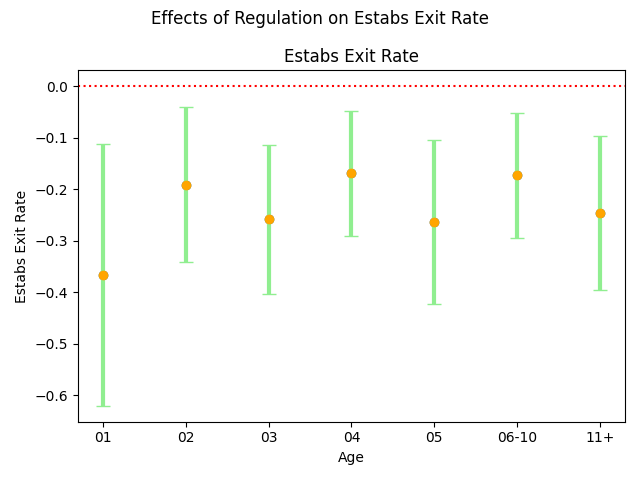 Effects of Regulation on Estabs Exit Rate
Estabs Exit Rate
0.0
−0.1
−0.2
−0.3
−0.4
−0.5
−0.6
Estabs Exit Rate
01 02 03 04 05 06-10 11+
Age